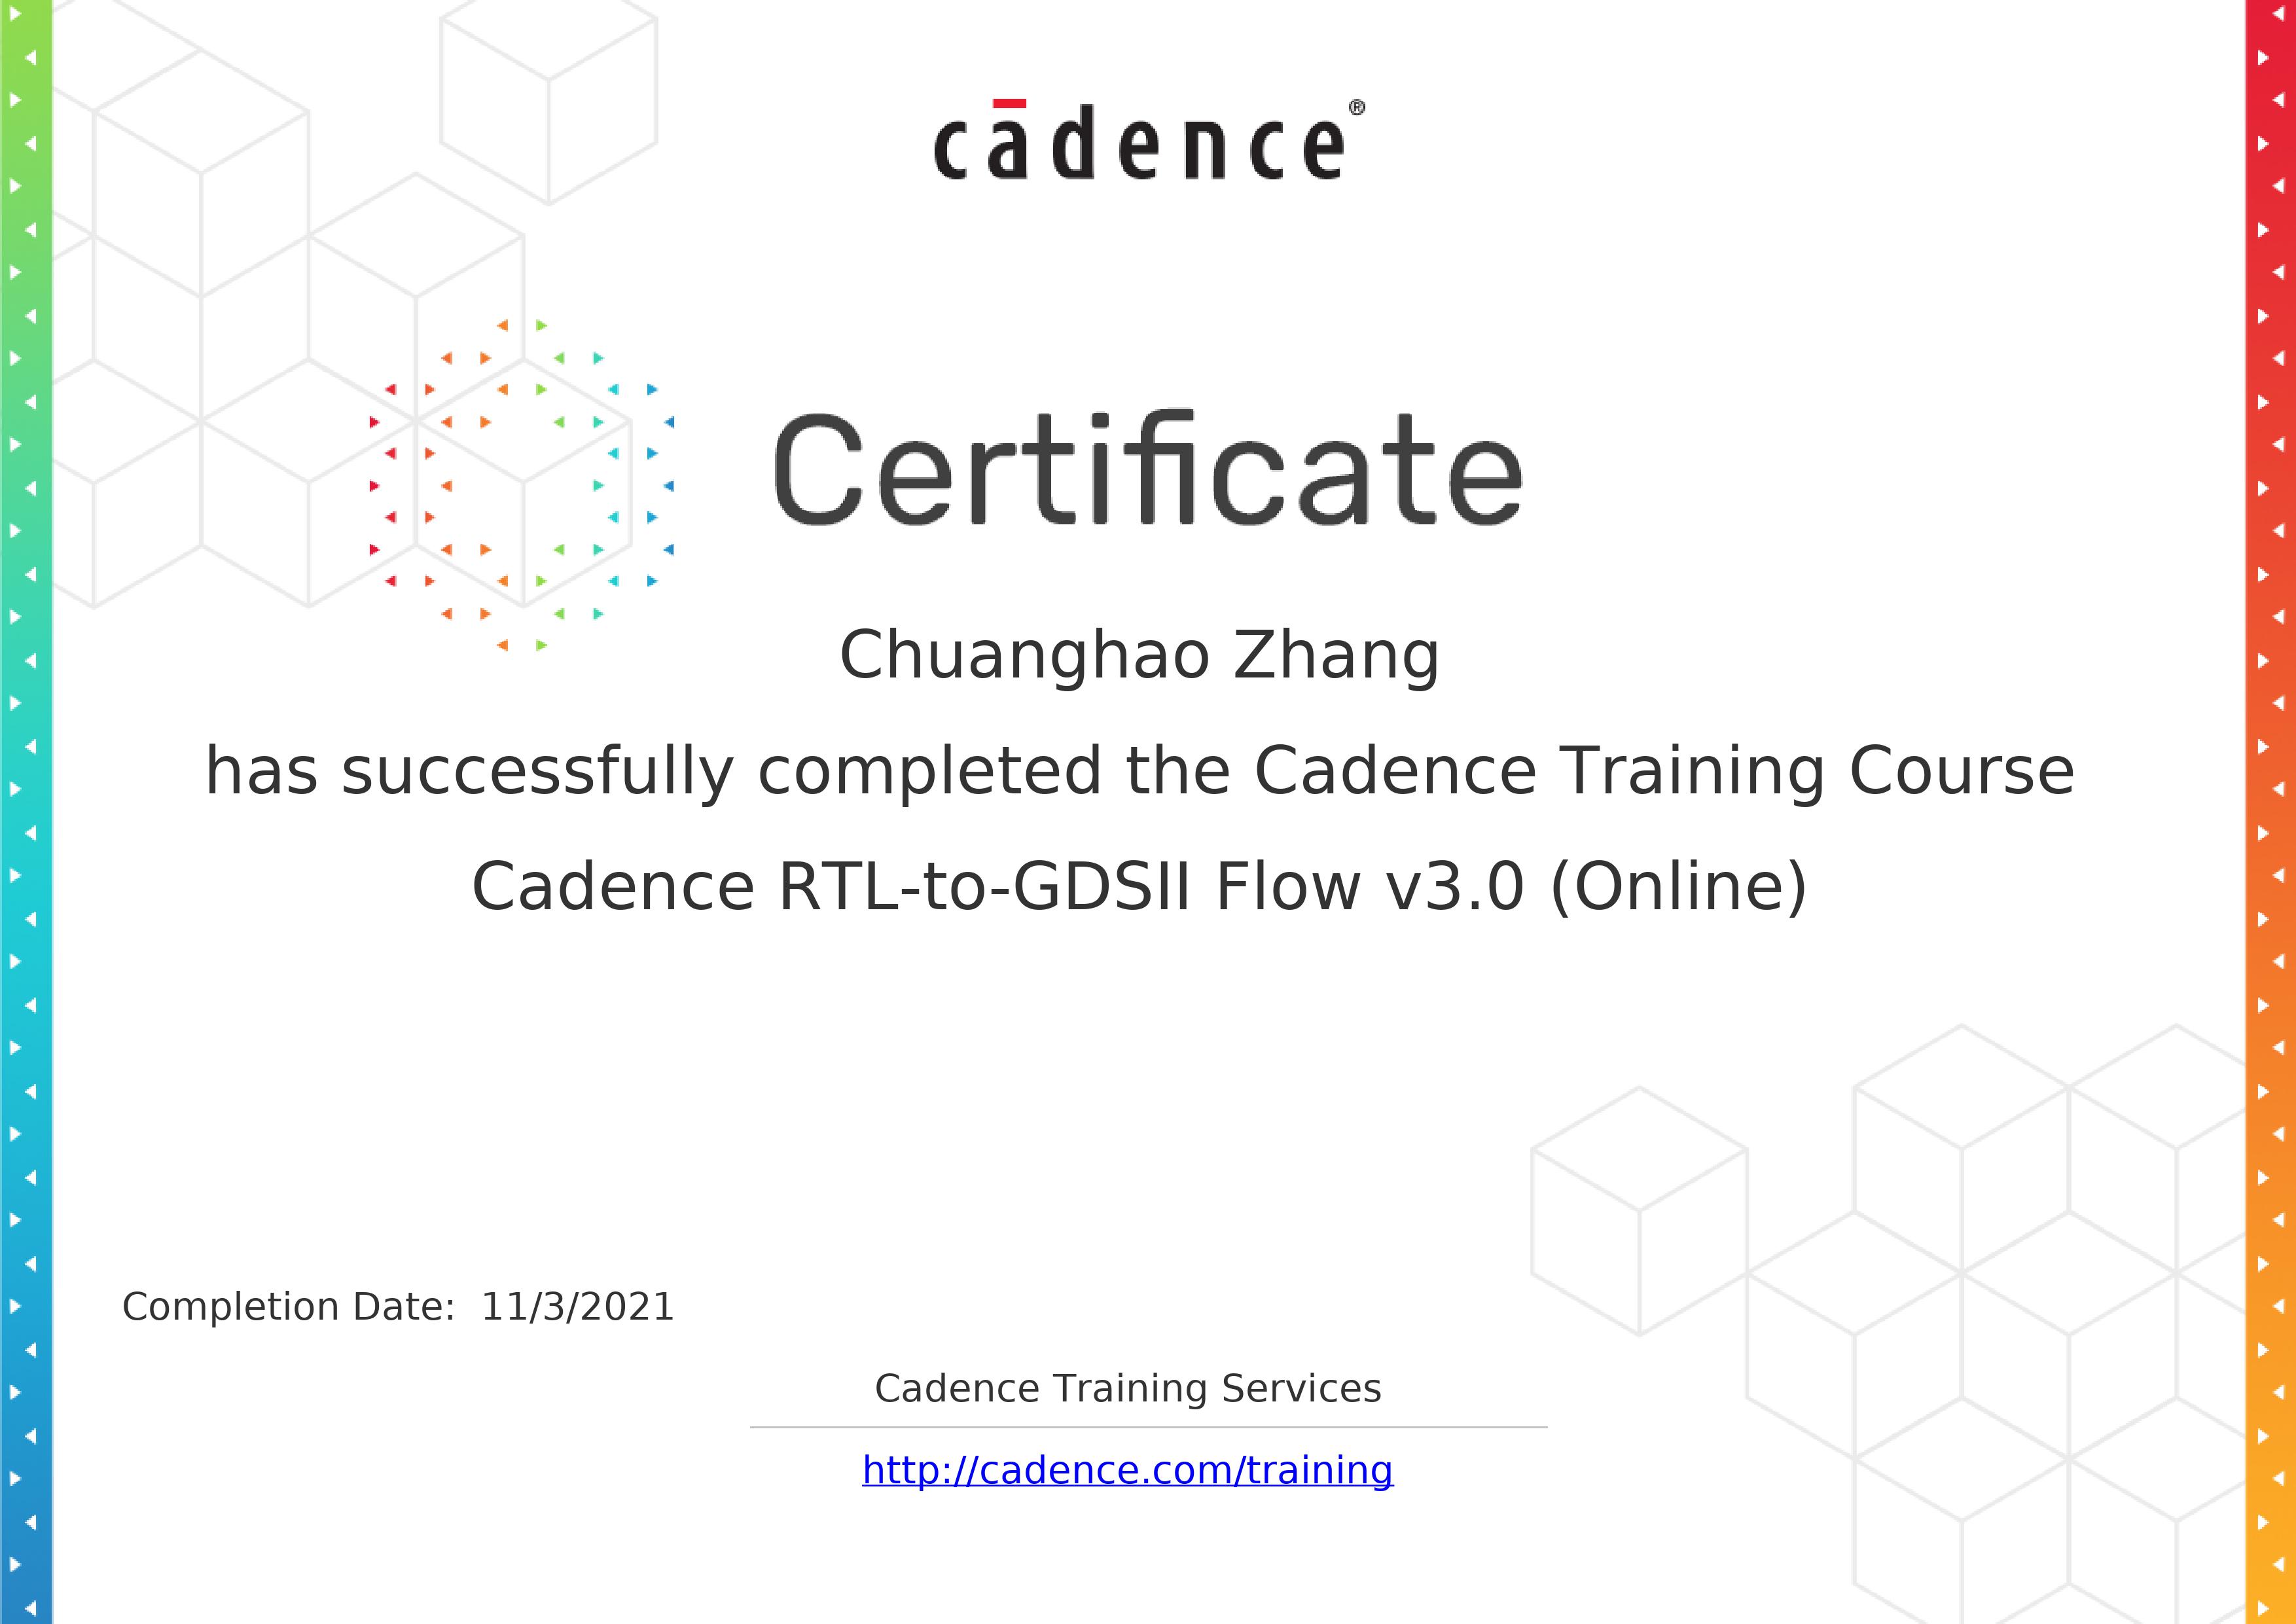 cādence®
Certificate
Chuanghao Zhang
has successfully completed the Cadence Training Course
Cadence RTL-to-GDSII Flow v3.0 (Online)
Completion Date: 11/3/2021
Cadence Training Services
http://cadence.com/training